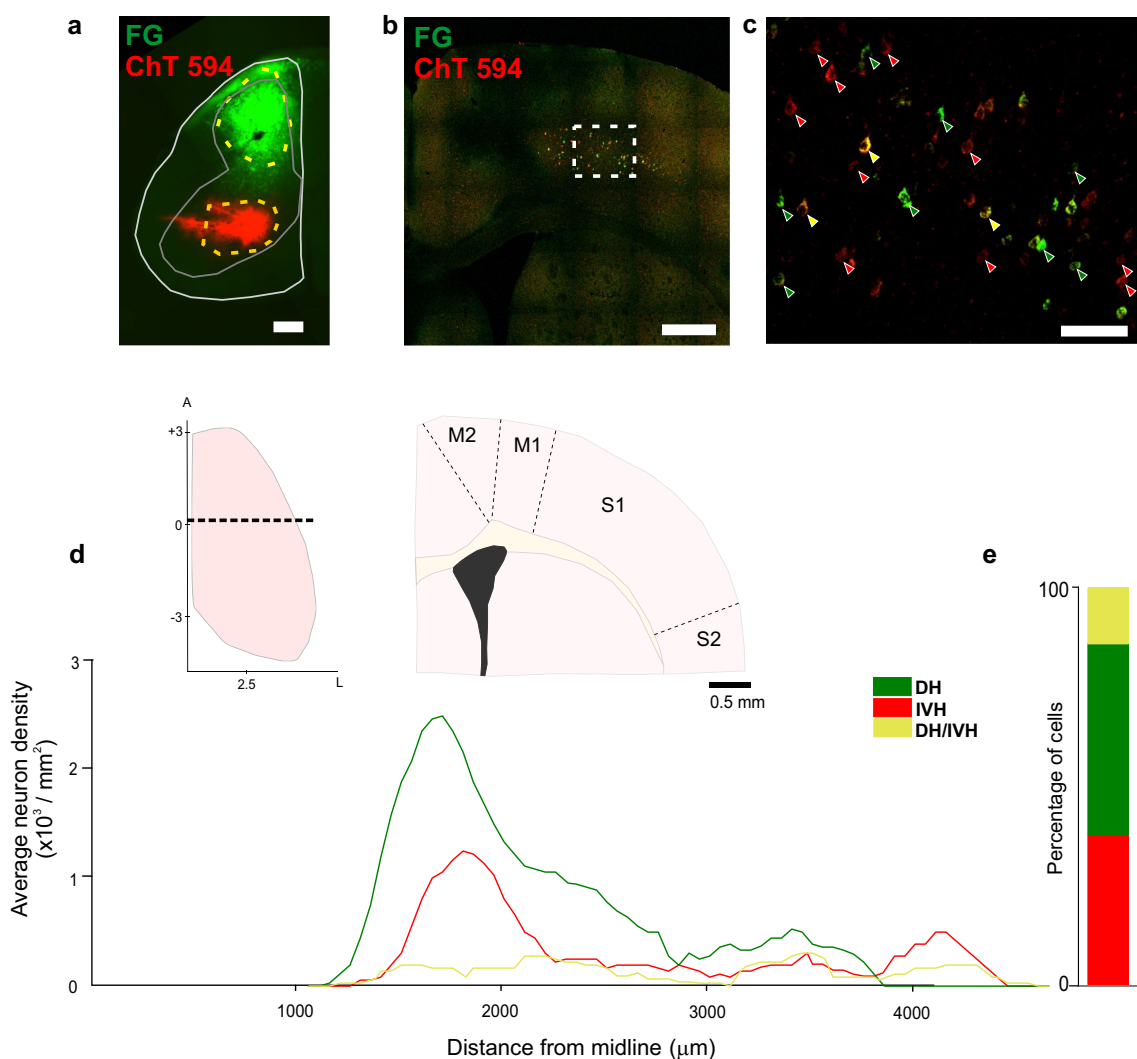 a
FG
ChT 594
b
FG
ChT 594
c
A
+3
0
-3
2.5
L
M2
M1
S1
S2
0.5 mm
d
3
2
1
0
Average neuron density
(x10³ / mm²)
1000
2000
3000
4000
Distance from midline (μm)
DH
IVH
DH/IVH
e
100
0
Percentage of cells